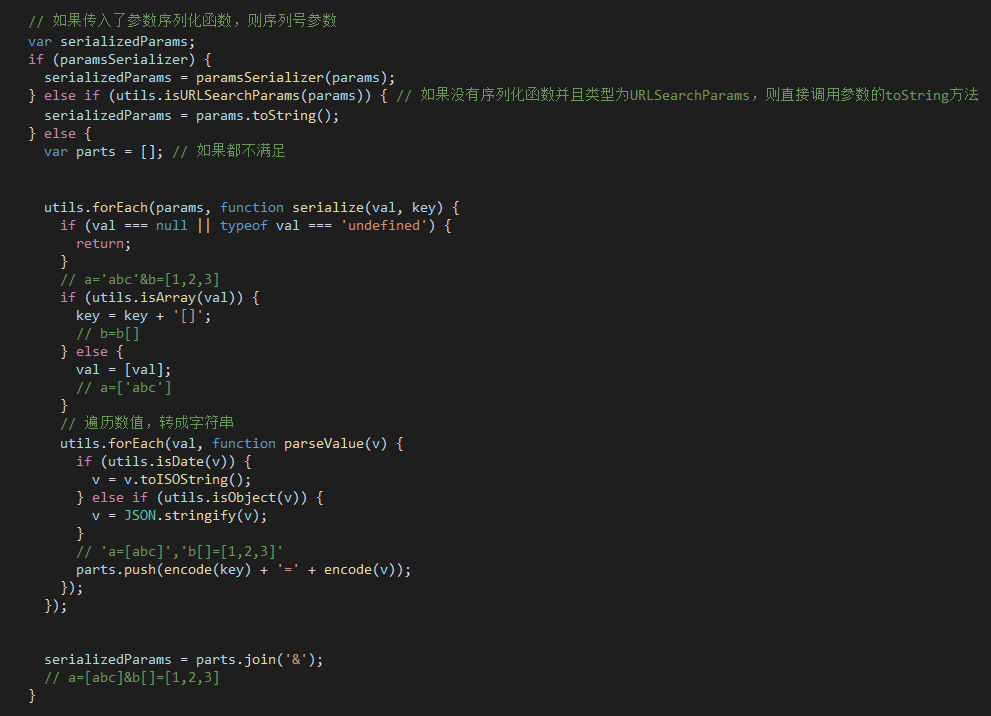 // 如果传入了参数序列化函数，则序列号参数
var serializedParams;
if (paramsSerializer) {
  serializedParams = paramsSerializer(params);
} else if (utils.isURLSearchParams(params)) { // 如果没有序列化函数并且类型为URLSearchParams，则直接调用参数的toString方法
  serializedParams = params.toString();
} else {
  var parts = []; // 如果都不满足
  utils.forEach(params, function serialize(val, key) {
    if (val === null || typeof val === 'undefined') {
      return;
    }
    // a='abc'&b=[1,2,3]
    if (utils.isArray(val)) {
      key = key + '[]';
      // b=b[]
    } else {
      val = [val];
      // a=['abc']
    }
    // 遍历数值，转成字符串
    utils.forEach(val, function parseValue(v) {
      if (utils.isDate(v)) {
        v = v.toISOString();
      } else if (utils.isObject(v)) {
        v = JSON.stringify(v);
      }
      // 'a=[abc]','b[]=[1,2,3]'
      parts.push(encode(key) + '=' + encode(v));
    });
  });
  serializedParams = parts.join('&');
  // a=[abc]&b[]=[1,2,3]
}